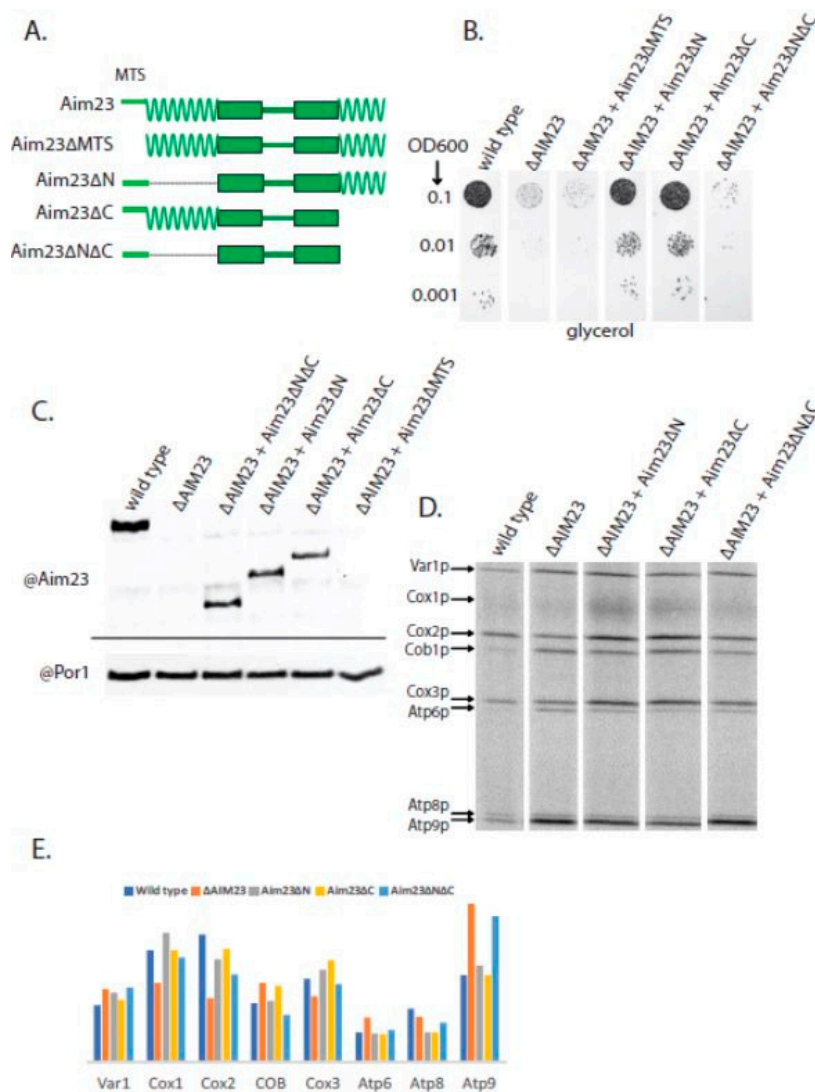 A.
MTS
Aim23
Aim23ΔMTS
Aim23ΔN
Aim23ΔC
Aim23ΔNΔC
B.
OD600
wild type
ΔAIM23
ΔAIM23 + Aim23ΔMTS
ΔAIM23 + Aim23ΔN
ΔAIM23 + Aim23ΔC
ΔAIM23 + Aim23ΔNΔC
0.1
0.01
0.001
glycerol
C.
wild type
ΔAIM23
ΔAIM23 + Aim23ΔNΔC
ΔAIM23 + Aim23ΔN
ΔAIM23 + Aim23ΔC
ΔAIM23 + Aim23ΔMTS
@Aim23
@Por1
D.
wild type
ΔAIM23
ΔAIM23 + Aim23ΔN
ΔAIM23 + Aim23ΔC
ΔAIM23 + Aim23ΔNΔC
Var1p
Cox1p
Cox2p
Cob1p
Cox3p
Atp6p
Atp8p
Atp9p
E.
Wild type ΔAIM23 Aim23ΔN Aim23ΔC Aim23ΔNΔC
Var1 Cox1 Cox2 COB Cox3 Atp6 Atp8 Atp9